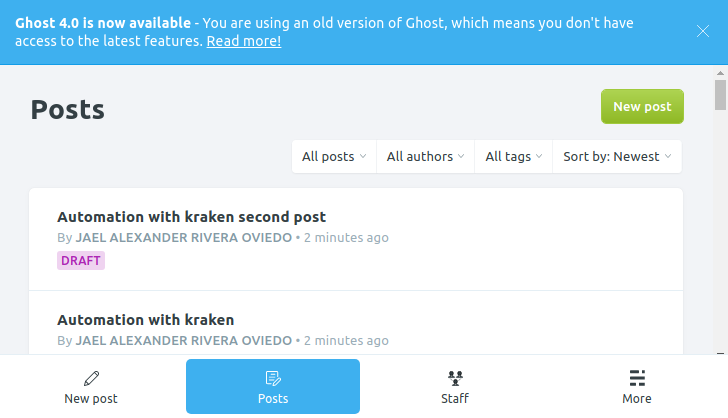 Ghost 4.0 is now available - You are using an old version of Ghost, which means you don't have
access to the latest features. Read more!
Posts
New post
All posts
All authors
All tags
Sort by: Newest
Automation with kraken second post
By JAEL ALEXANDER RIVERA OVIEDO • 2 minutes ago
DRAFT
Automation with kraken
By JAEL ALEXANDER RIVERA OVIEDO • 2 minutes ago
New post
Posts
Staff
More